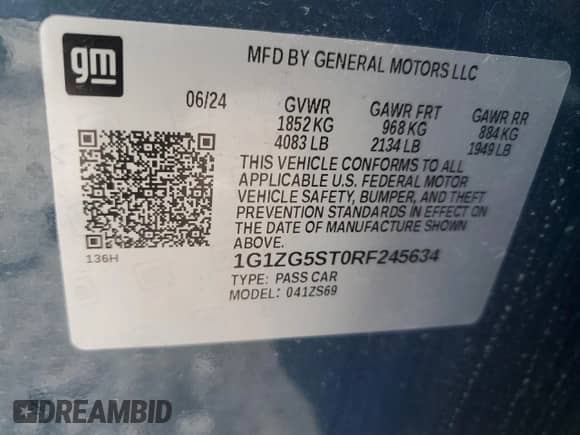 gm
MFD BY GENERAL MOTORS LLC
06/24 GVWR GAWR FRT GAWR RR
1852 KG 968 KG 884 KG
4083 LB 2134 LB 1949 LB
THIS VEHICLE CONFORMS TO ALL
APPLICABLE U.S. FEDERAL MOTOR
VEHICLE SAFETY, BUMPER, AND THEFT
PREVENTION STANDARDS IN EFFECT ON
THE DATE OF MANUFACTURE SHOWN
ABOVE.
136H
1G1ZG5ST0RF245634
TYPE: PASS CAR
MODEL: 041ZS69
DREAMBID